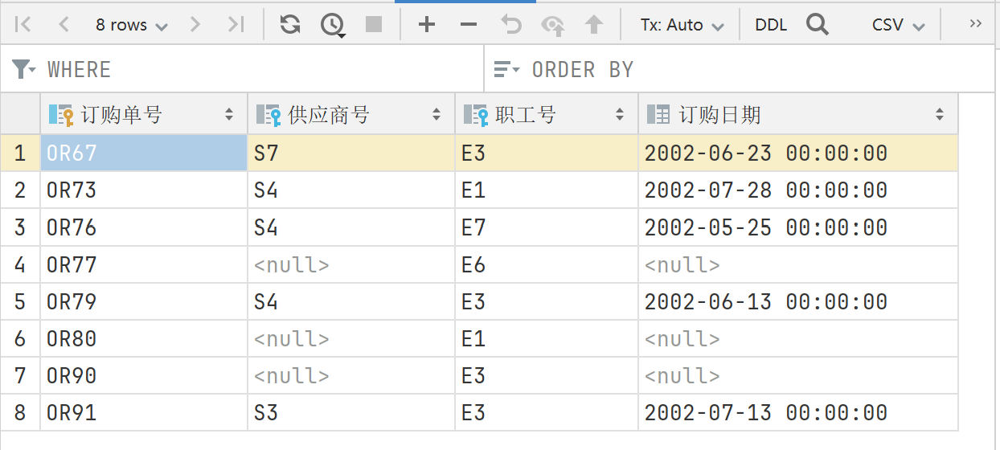 8 rows Tx: Auto DDL CSV
WHERE ORDER BY
订购单号 供应商号 职工号 订购日期
1 OR67 S7 E3 2002-06-23 00:00:00
2 OR73 S4 E1 2002-07-28 00:00:00
3 OR76 S4 E7 2002-05-25 00:00:00
4 OR77 <null> E6 <null>
5 OR79 S4 E3 2002-06-13 00:00:00
6 OR80 <null> E1 <null>
7 OR90 <null> E3 <null>
8 OR91 S3 E3 2002-07-13 00:00:00